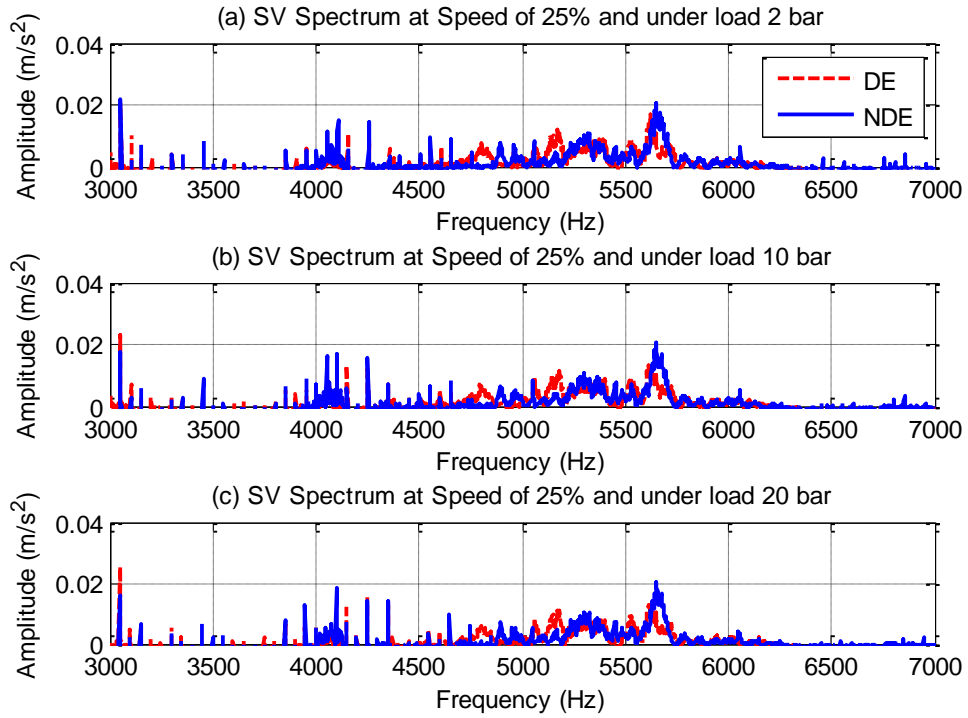 (a) SV Spectrum at Speed of 25% and under load 2 bar
Amplitude (m/s²)
0.04
0.02
0
DE
NDE
3000 3500 4000 4500 5000 5500 6000 6500 7000
Frequency (Hz)
(b) SV Spectrum at Speed of 25% and under load 10 bar
Amplitude (m/s²)
0.04
0.02
0
3000 3500 4000 4500 5000 5500 6000 6500 7000
Frequency (Hz)
(c) SV Spectrum at Speed of 25% and under load 20 bar
Amplitude (m/s²)
0.04
0.02
0
3000 3500 4000 4500 5000 5500 6000 6500 7000
Frequency (Hz)